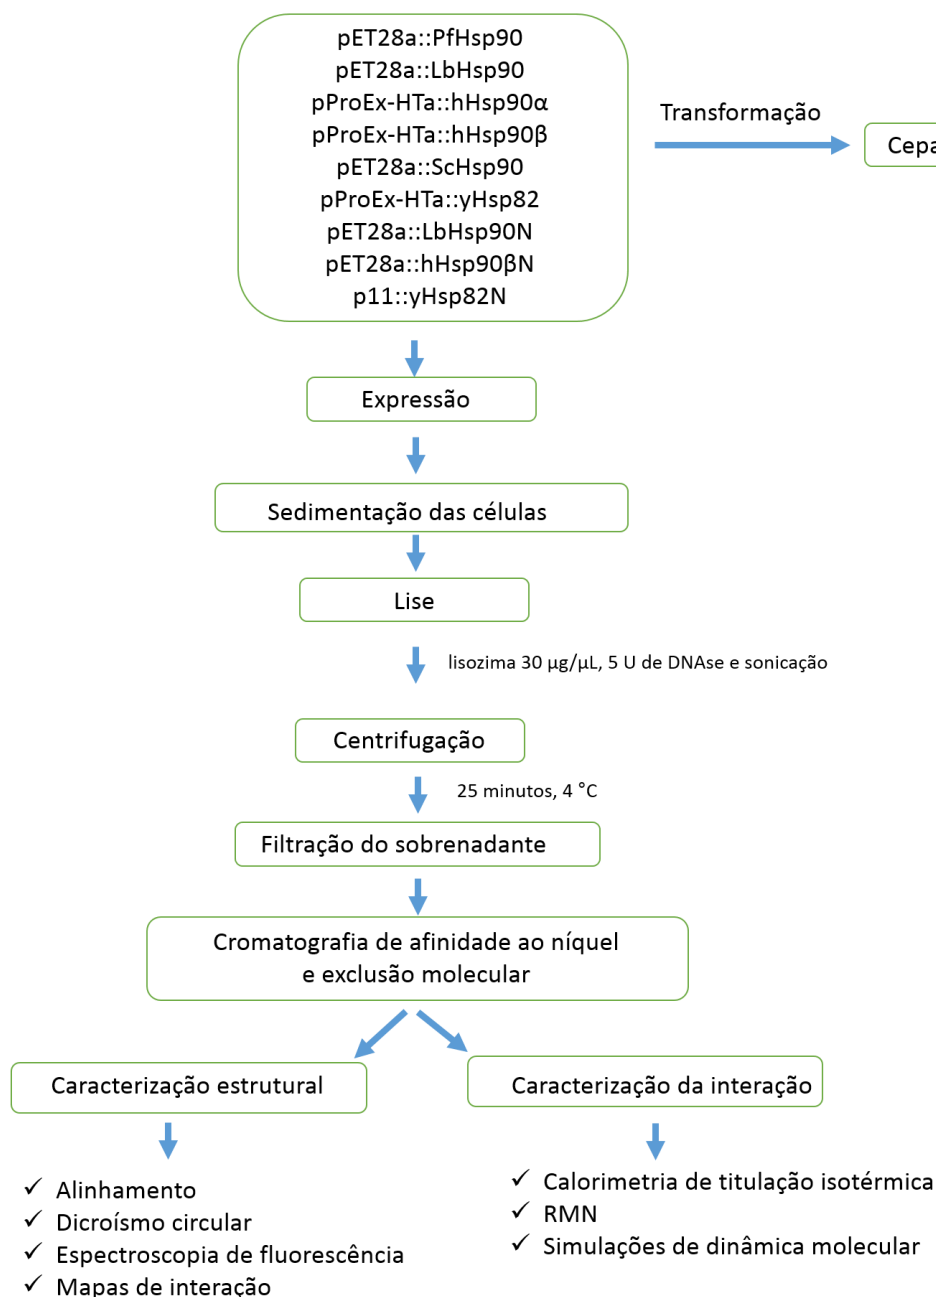 pET28a::PfHsp90
pET28a::LbHsp90
pProEx-HTa::hHsp90α
pProEx-HTa::hHsp90β
pET28a::ScHsp90
pProEx-HTa::yHsp82
pET28a::LbHsp90N
pET28a::hHsp90βN
p11::yHsp82N
Transformação
Cepa
Expressão
Sedimentação das células
Lise
lisozima 30 µg/µL, 5 U de DNAse e sonicação
Centrifugação
25 minutos, 4 °C
Filtração do sobrenadante
Cromatografia de afinidade ao níquel
e exclusão molecular
Caracterização estrutural
✓ Alinhamento
✓ Dicroísmo circular
✓ Espectroscopia de fluorescência
✓ Mapas de interação
Caracterização da interação
✓ Calorimetria de titulação isotérmica
✓ RMN
✓ Simulações de dinâmica molecular